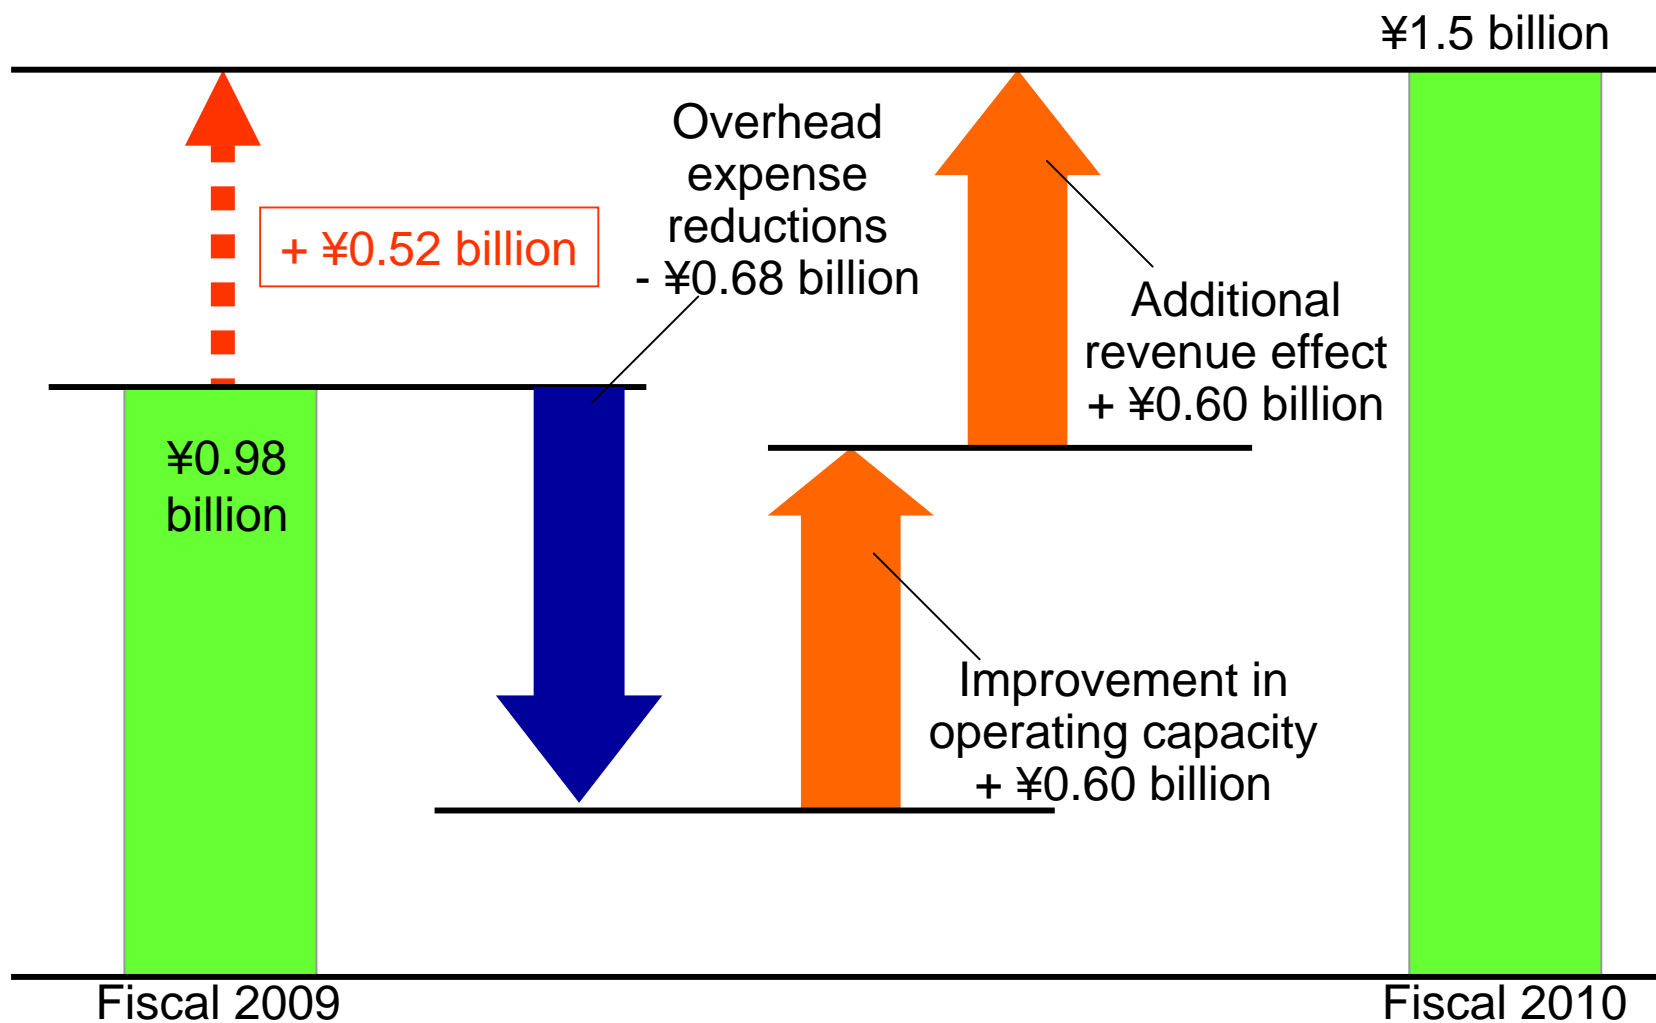 ¥1.5 billion
Overhead
expense
reductions
- ¥0.68 billion
+ ¥0.52 billion
Additional
revenue effect
+ ¥0.60 billion
¥0.98
billion
Improvement in
operating capacity
+ ¥0.60 billion
Fiscal 2009
Fiscal 2010